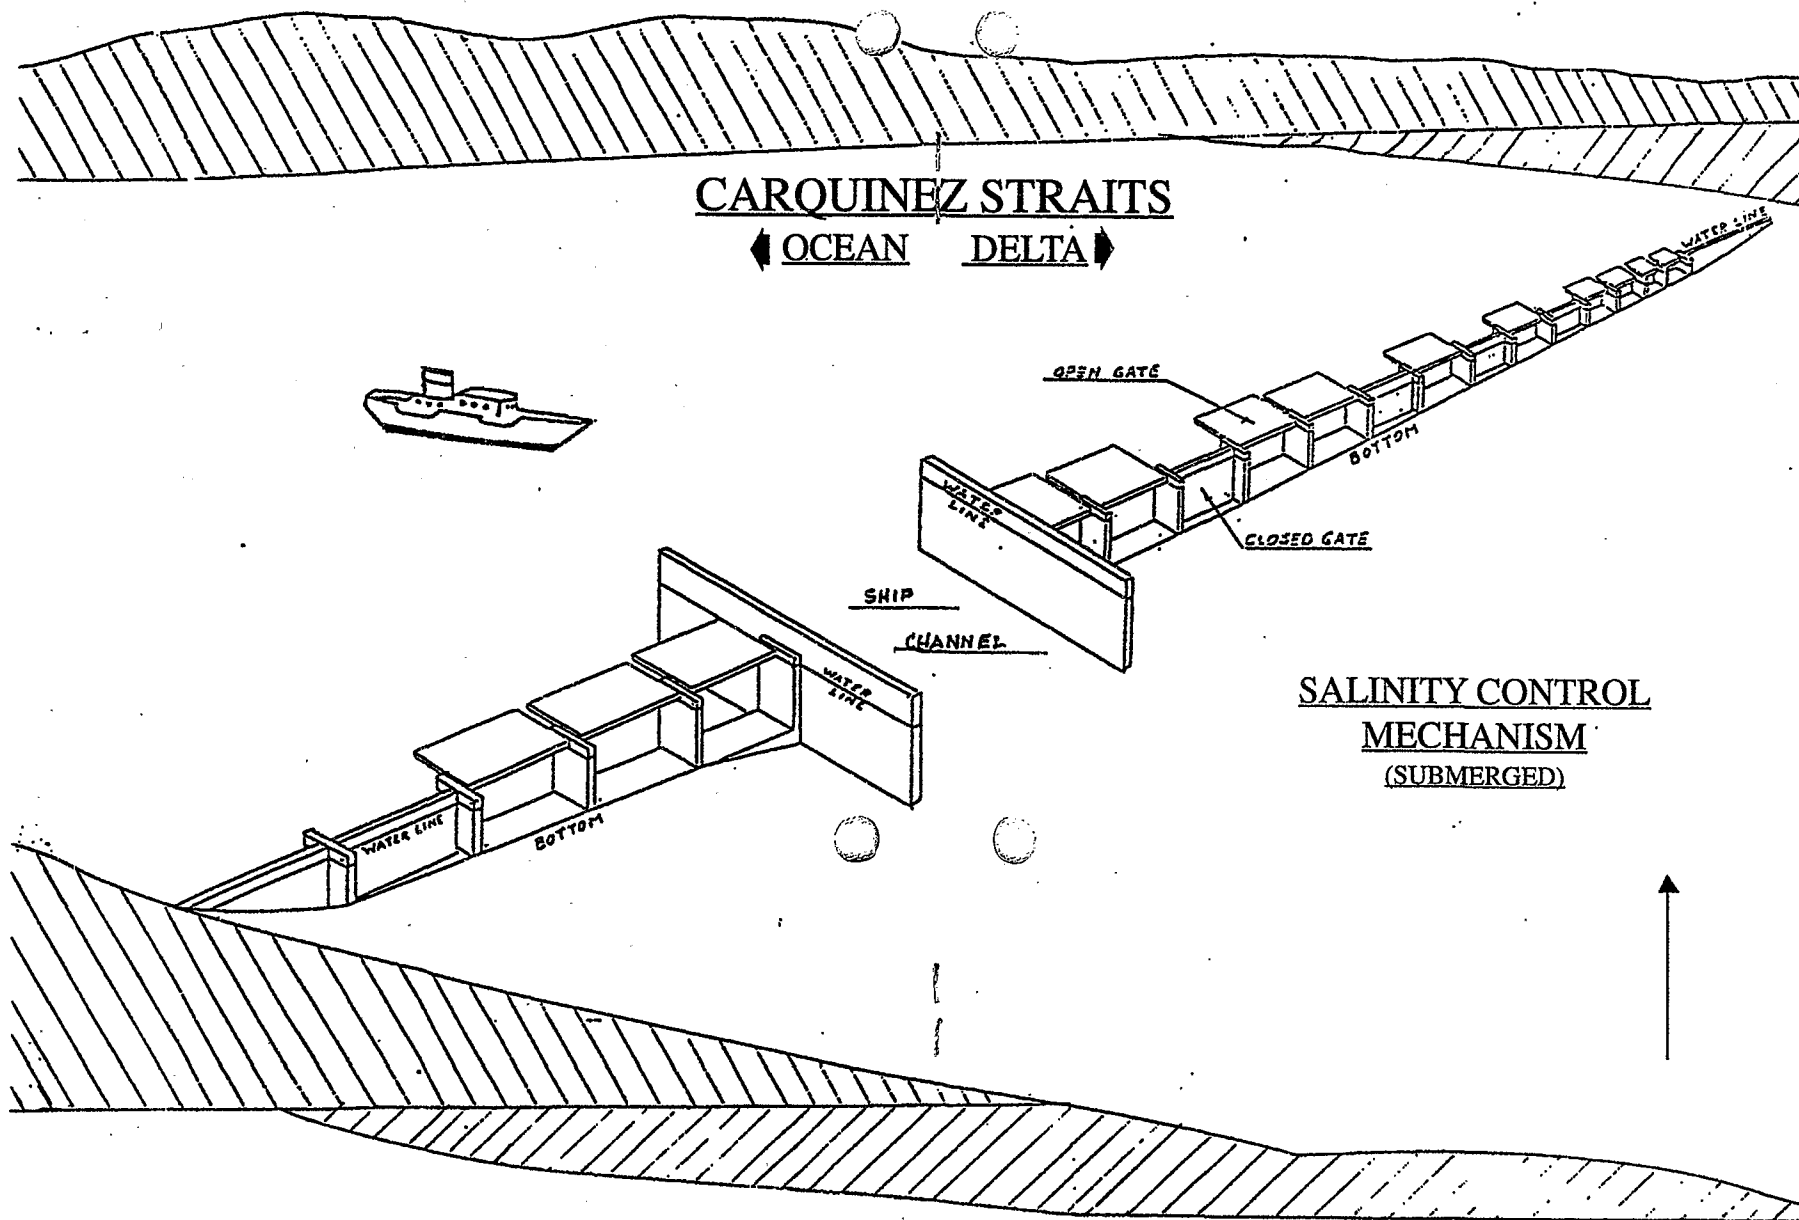 CARQUINEZ STRAITS
OCEAN DELTA
WATER LINE
OPEN GATE
BOTTOM
WATER
LINE
CLOSED GATE
SHIP
CHANNEL
WATER
LINE
SALINITY CONTROL
MECHANISM
(SUBMERGED)
WATER LINE
BOTTOM